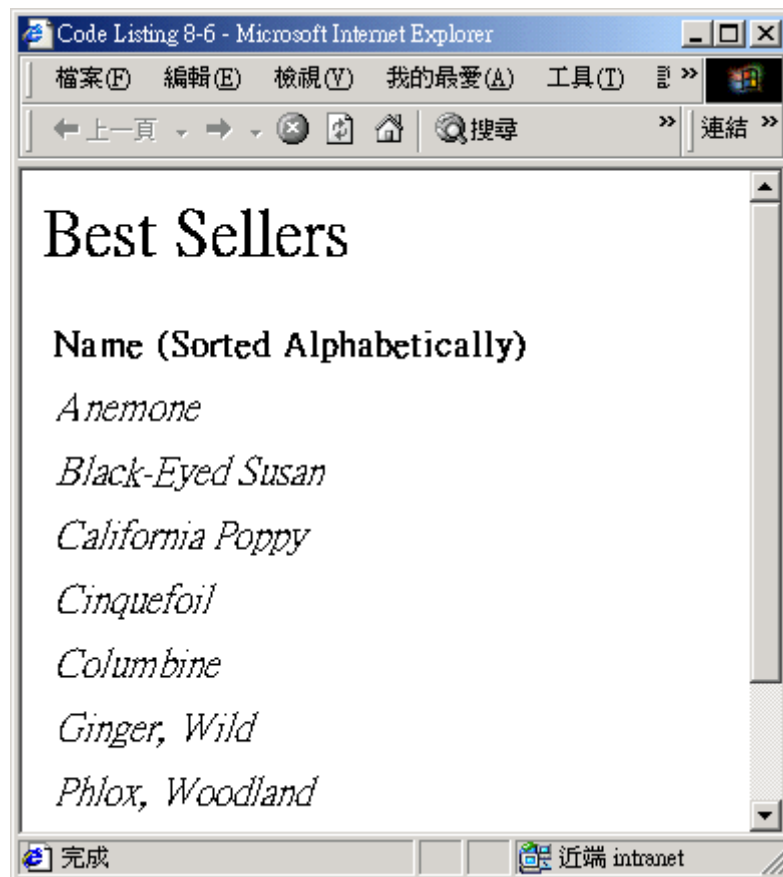 Code Listing 8-6 - Microsoft Internet Explorer
檔案(F) 編輯(E) 檢視(V) 我的最愛(A) 工具(T) »
上一頁 搜尋 » 連結 »
Best Sellers
Name (Sorted Alphabetically)
Anemone
Black-Eyed Susan
California Poppy
Cinquefoil
Columbine
Ginger, Wild
Phlox, Woodland
完成 近端 intranet